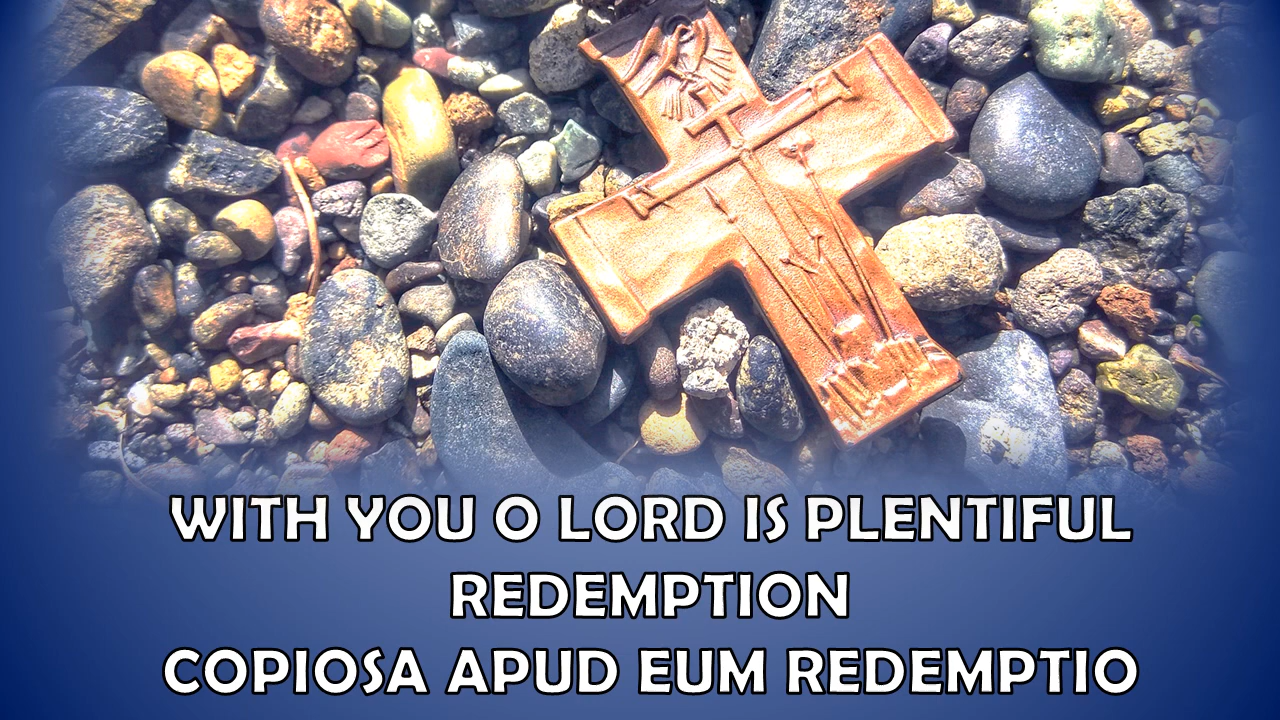 WITH YOU O LORD IS PLENTIFUL
REDEMPTION
COPIOSA APUD EUM REDEMPTIO